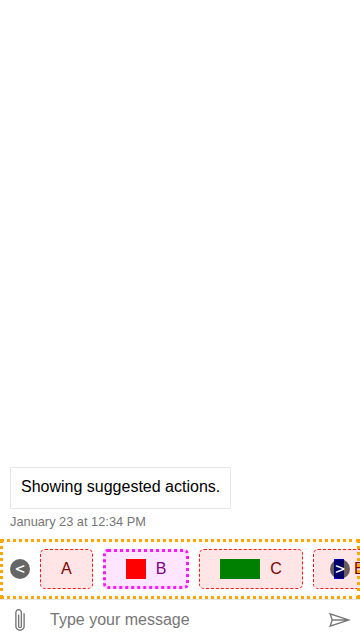 Showing suggested actions.
January 23 at 12:34 PM
< A B C >
Type your message